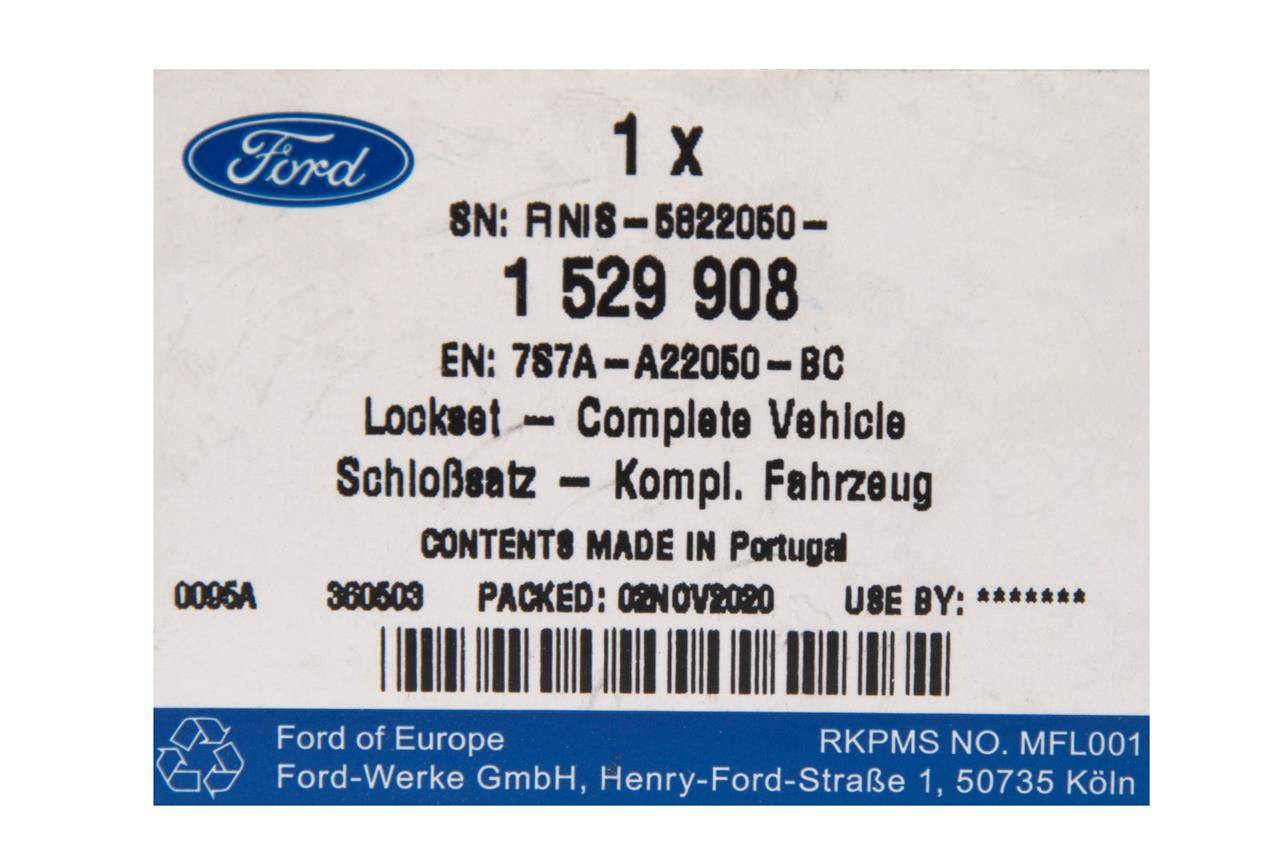 Ford
1 x
SN: FINIS-5822050-
1 529 908
EN: 7S7A-A22050-BC
Lockset - Complete Vehicle
Schloßsatz - Kompl. Fahrzeug
CONTENTS MADE IN Portugal
0095A 360503 PACKED: 02NOV2020 USE BY: *******
Ford of Europe RKPMS NO. MFL001
Ford-Werke GmbH, Henry-Ford-Straße 1, 50735 Köln